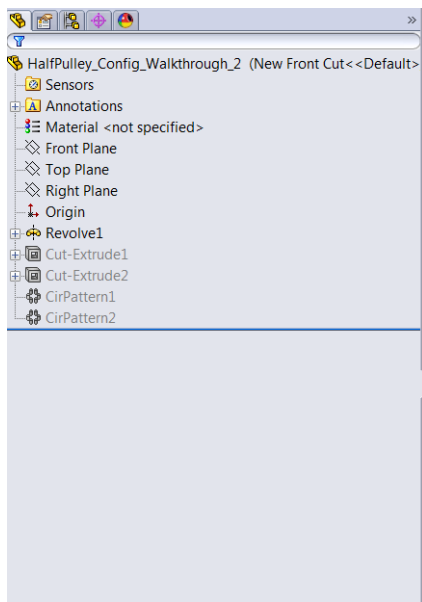 »
HalfPulley_Config_Walkthrough_2 (New Front Cut<<Default>
Sensors
A Annotations
Material <not specified>
Front Plane
Top Plane
Right Plane
Origin
Revolve1
Cut-Extrude1
Cut-Extrude2
CirPattern1
CirPattern2